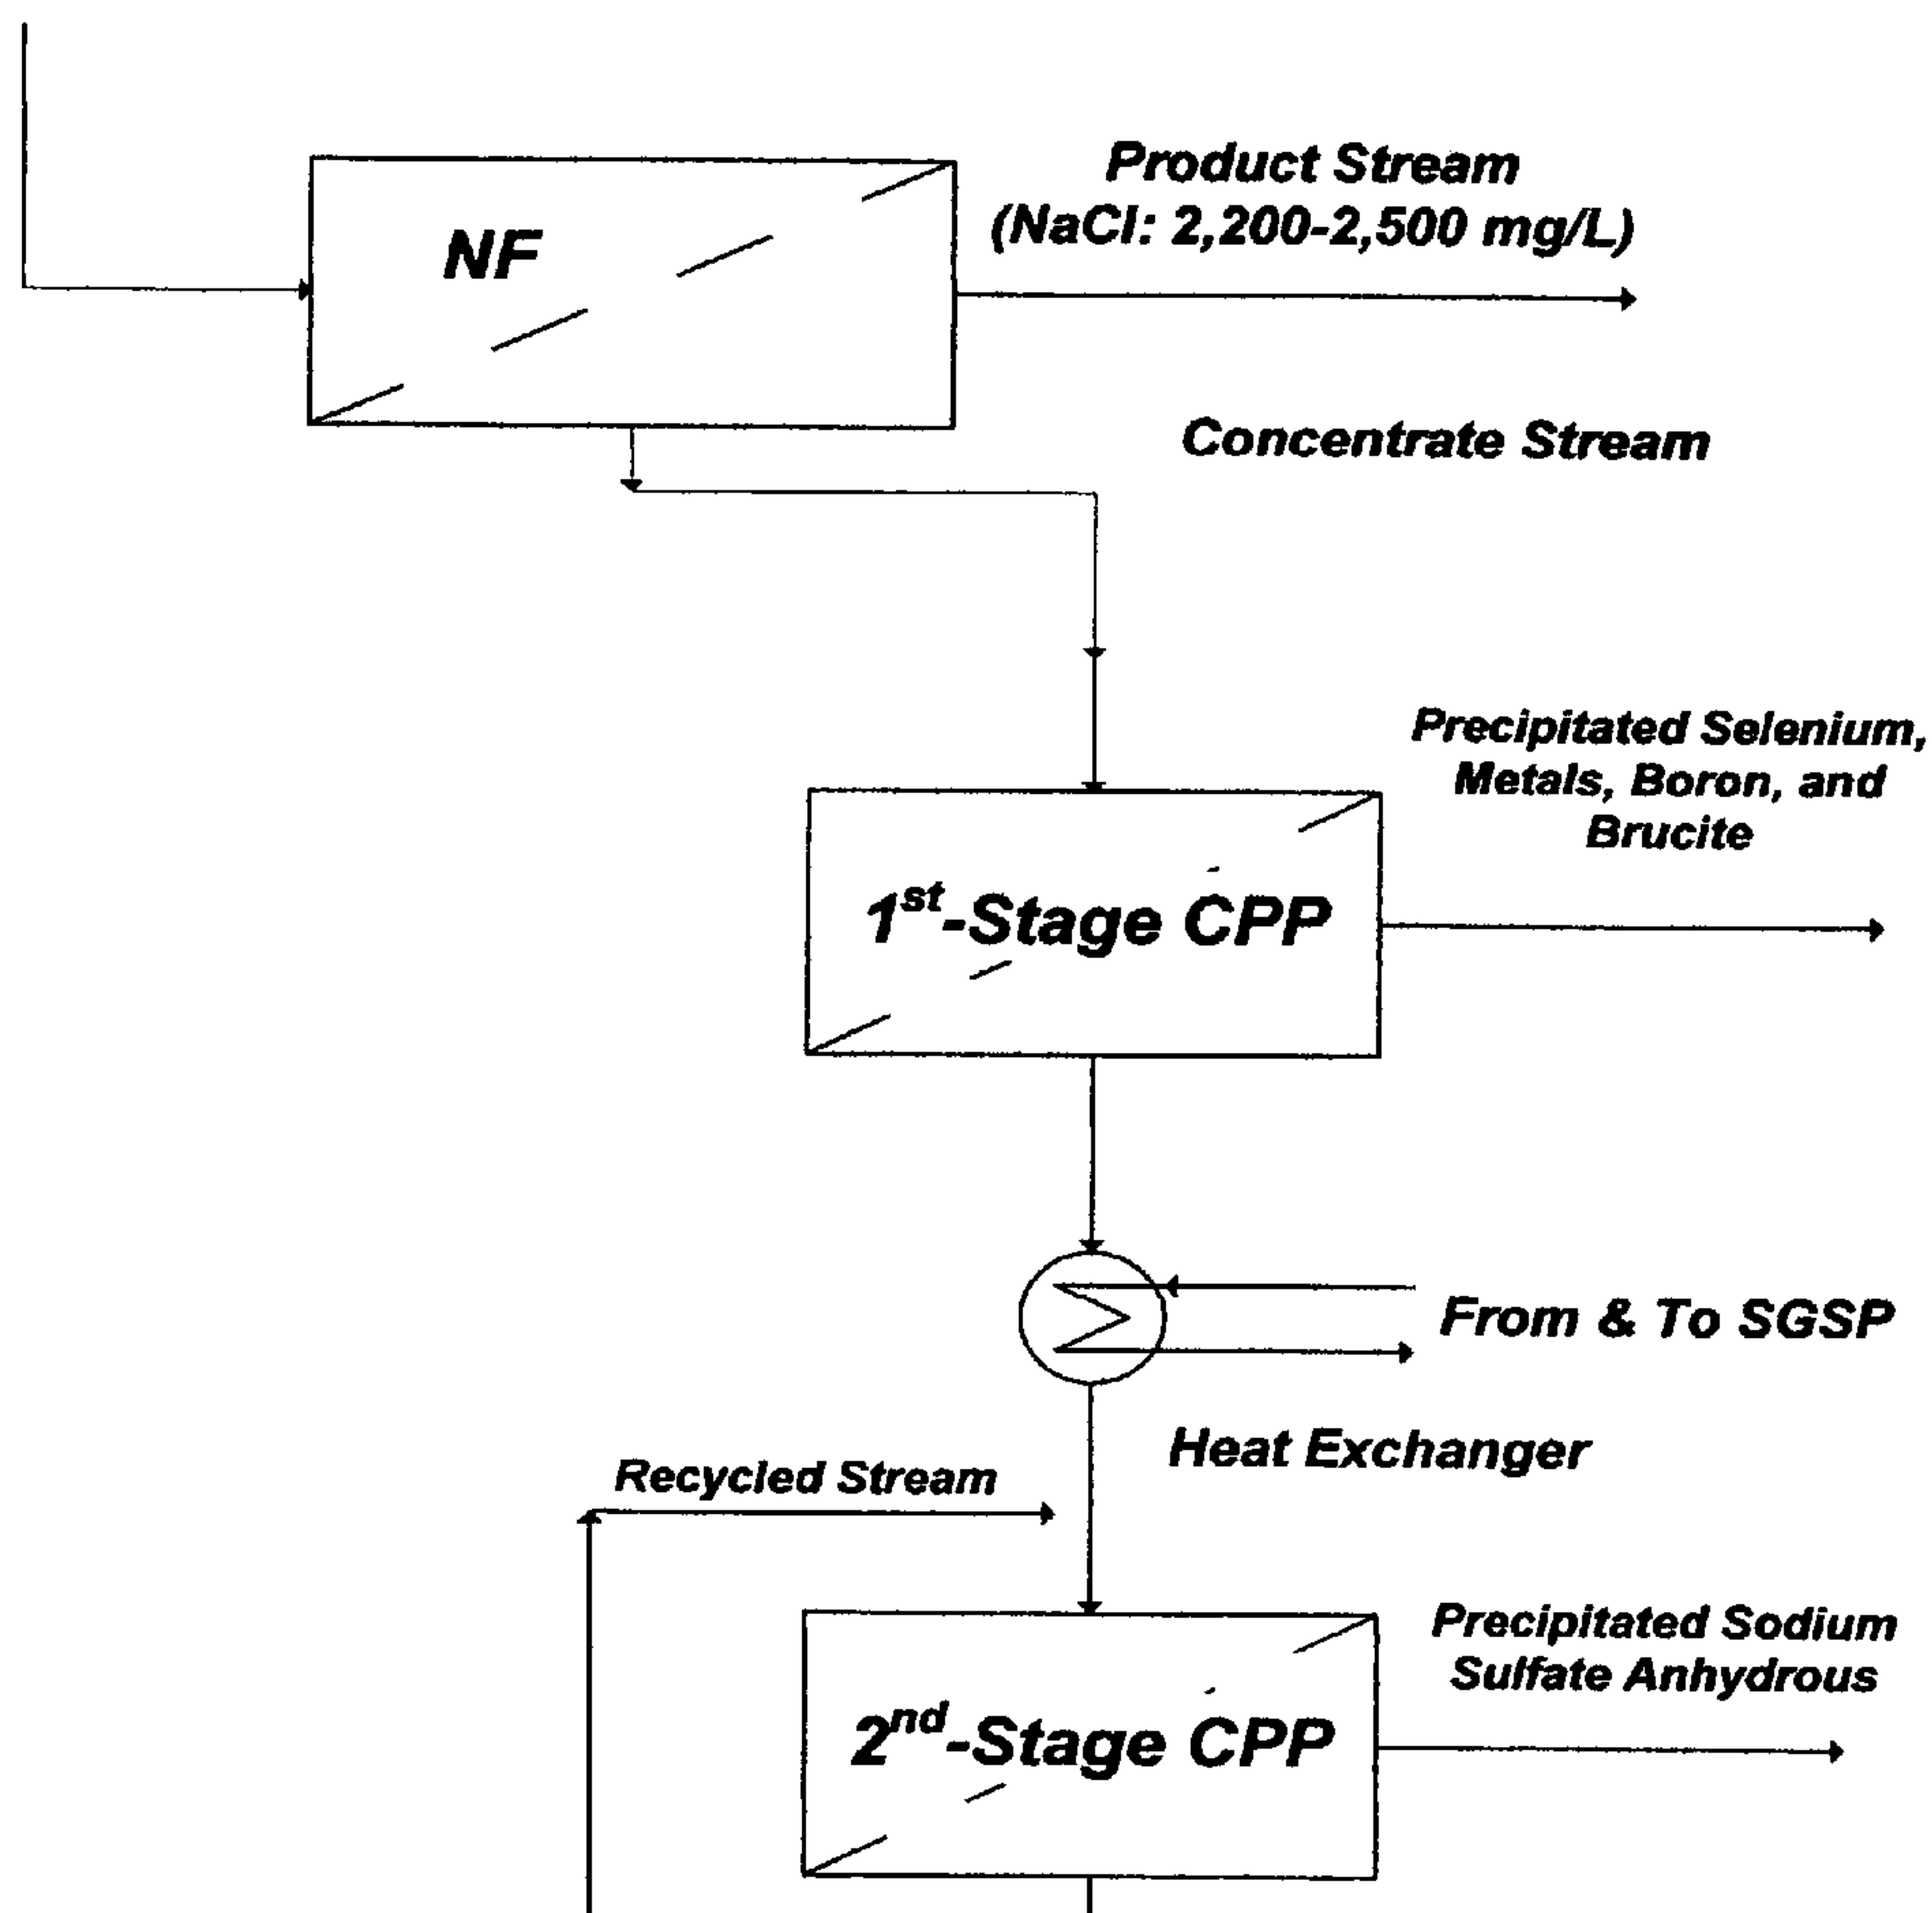 NF
Product Stream
(NaCl: 2,200-2,500 mg/L)
Concentrate Stream
Precipitated Selenium,
Metals, Boron, and
Brucite
1st-Stage CPP
From & To SGSP
Heat Exchanger
Recycled Stream
Precipitated Sodium
Sulfate Anhydrous
2nd-Stage CPP